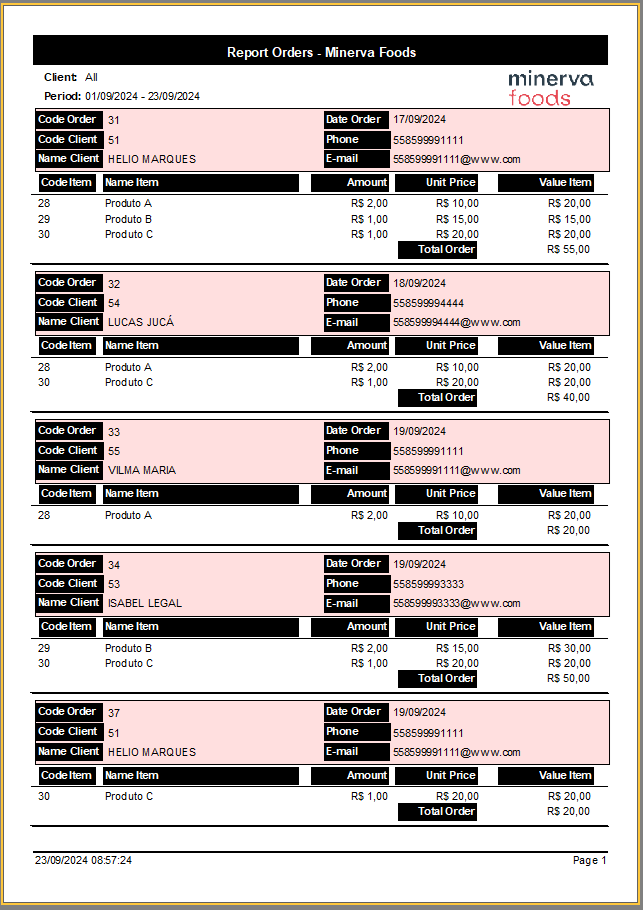 Report Orders - Minerva Foods
Client: All
Period: 01/09/2024 - 23/09/2024
minerva
foods
Code Order 31 Date Order 17/09/2024
Code Client 51 Phone 558599991111
Name Client HELIO MARQUES E-mail 558599991111@www.com
Code Item Name Item Amount Unit Price Value Item
28 Produto A R$ 2,00 R$ 10,00 R$ 20,00
29 Produto B R$ 1,00 R$ 15,00 R$ 15,00
30 Produto C R$ 1,00 R$ 20,00 R$ 20,00
Total Order R$ 55,00
Code Order 32 Date Order 18/09/2024
Code Client 54 Phone 558599994444
Name Client LUCAS JUCÁ E-mail 558599994444@www.com
Code Item Name Item Amount Unit Price Value Item
28 Produto A R$ 2,00 R$ 10,00 R$ 20,00
30 Produto C R$ 1,00 R$ 20,00 R$ 20,00
Total Order R$ 40,00
Code Order 33 Date Order 19/09/2024
Code Client 55 Phone 558599991111
Name Client VILMA MARIA E-mail 558599991111@www.com
Code Item Name Item Amount Unit Price Value Item
28 Produto A R$ 2,00 R$ 10,00 R$ 20,00
Total Order R$ 20,00
Code Order 34 Date Order 19/09/2024
Code Client 53 Phone 558599993333
Name Client ISABEL LEGAL E-mail 558599993333@www.com
Code Item Name Item Amount Unit Price Value Item
29 Produto B R$ 2,00 R$ 15,00 R$ 30,00
30 Produto C R$ 1,00 R$ 20,00 R$ 20,00
Total Order R$ 50,00
Code Order 37 Date Order 19/09/2024
Code Client 51 Phone 558599991111
Name Client HELIO MARQUES E-mail 558599991111@www.com
Code Item Name Item Amount Unit Price Value Item
30 Produto C R$ 1,00 R$ 20,00 R$ 20,00
Total Order R$ 20,00
23/09/2024 08:57:24 Page 1